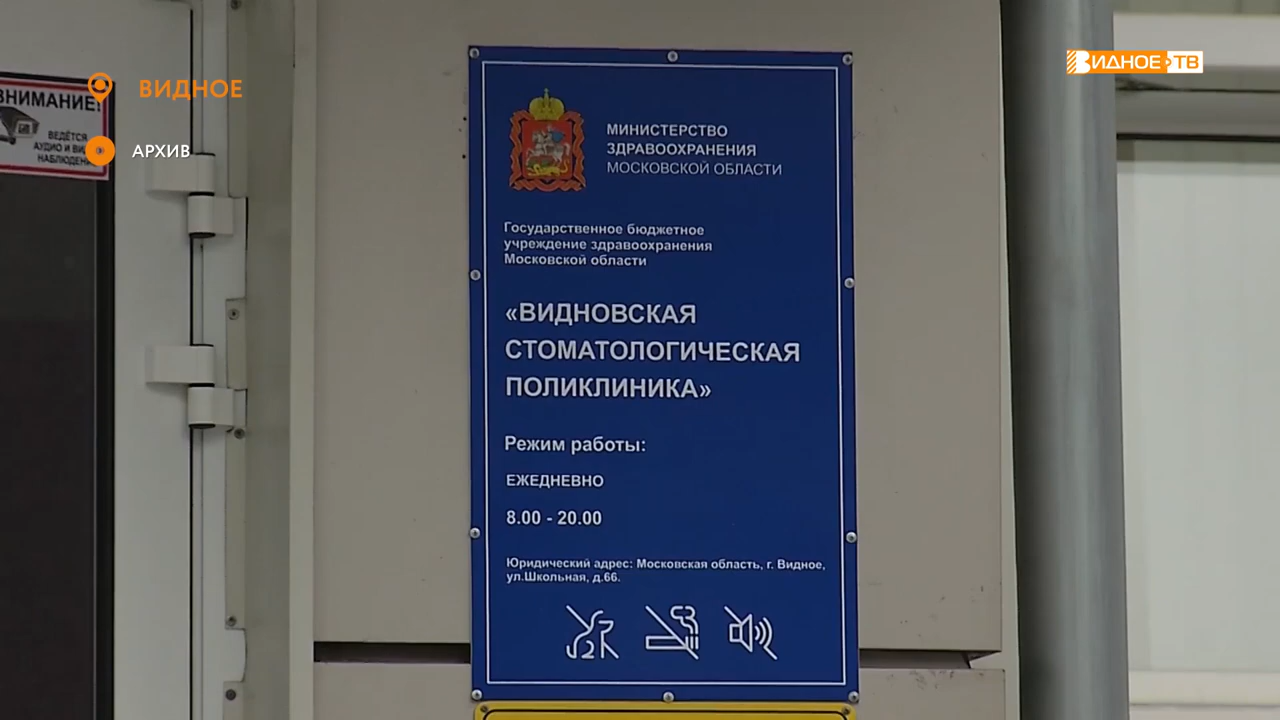 ВНИМАНИЕ!
ВЕДЁТСЯ
АУДИО И
НАБЛЮДЕН
ВИДНОЕ
АРХИВ
ВИДНОЕ ТВ
МИНИСТЕРСТВО
ЗДРАВООХРАНЕНИЯ
МОСКОВСКОЙ ОБЛАСТИ
Государственное бюджетное
учреждение здравоохранения
Московской области
«ВИДНОВСКАЯ
СТОМАТОЛОГИЧЕСКАЯ
ПОЛИКЛИНИКА»
Режим работы:
ЕЖЕДНЕВНО
8.00 - 20.00
Юридический адрес: Московская область, г. Видное,
ул.Школьная, д.66.